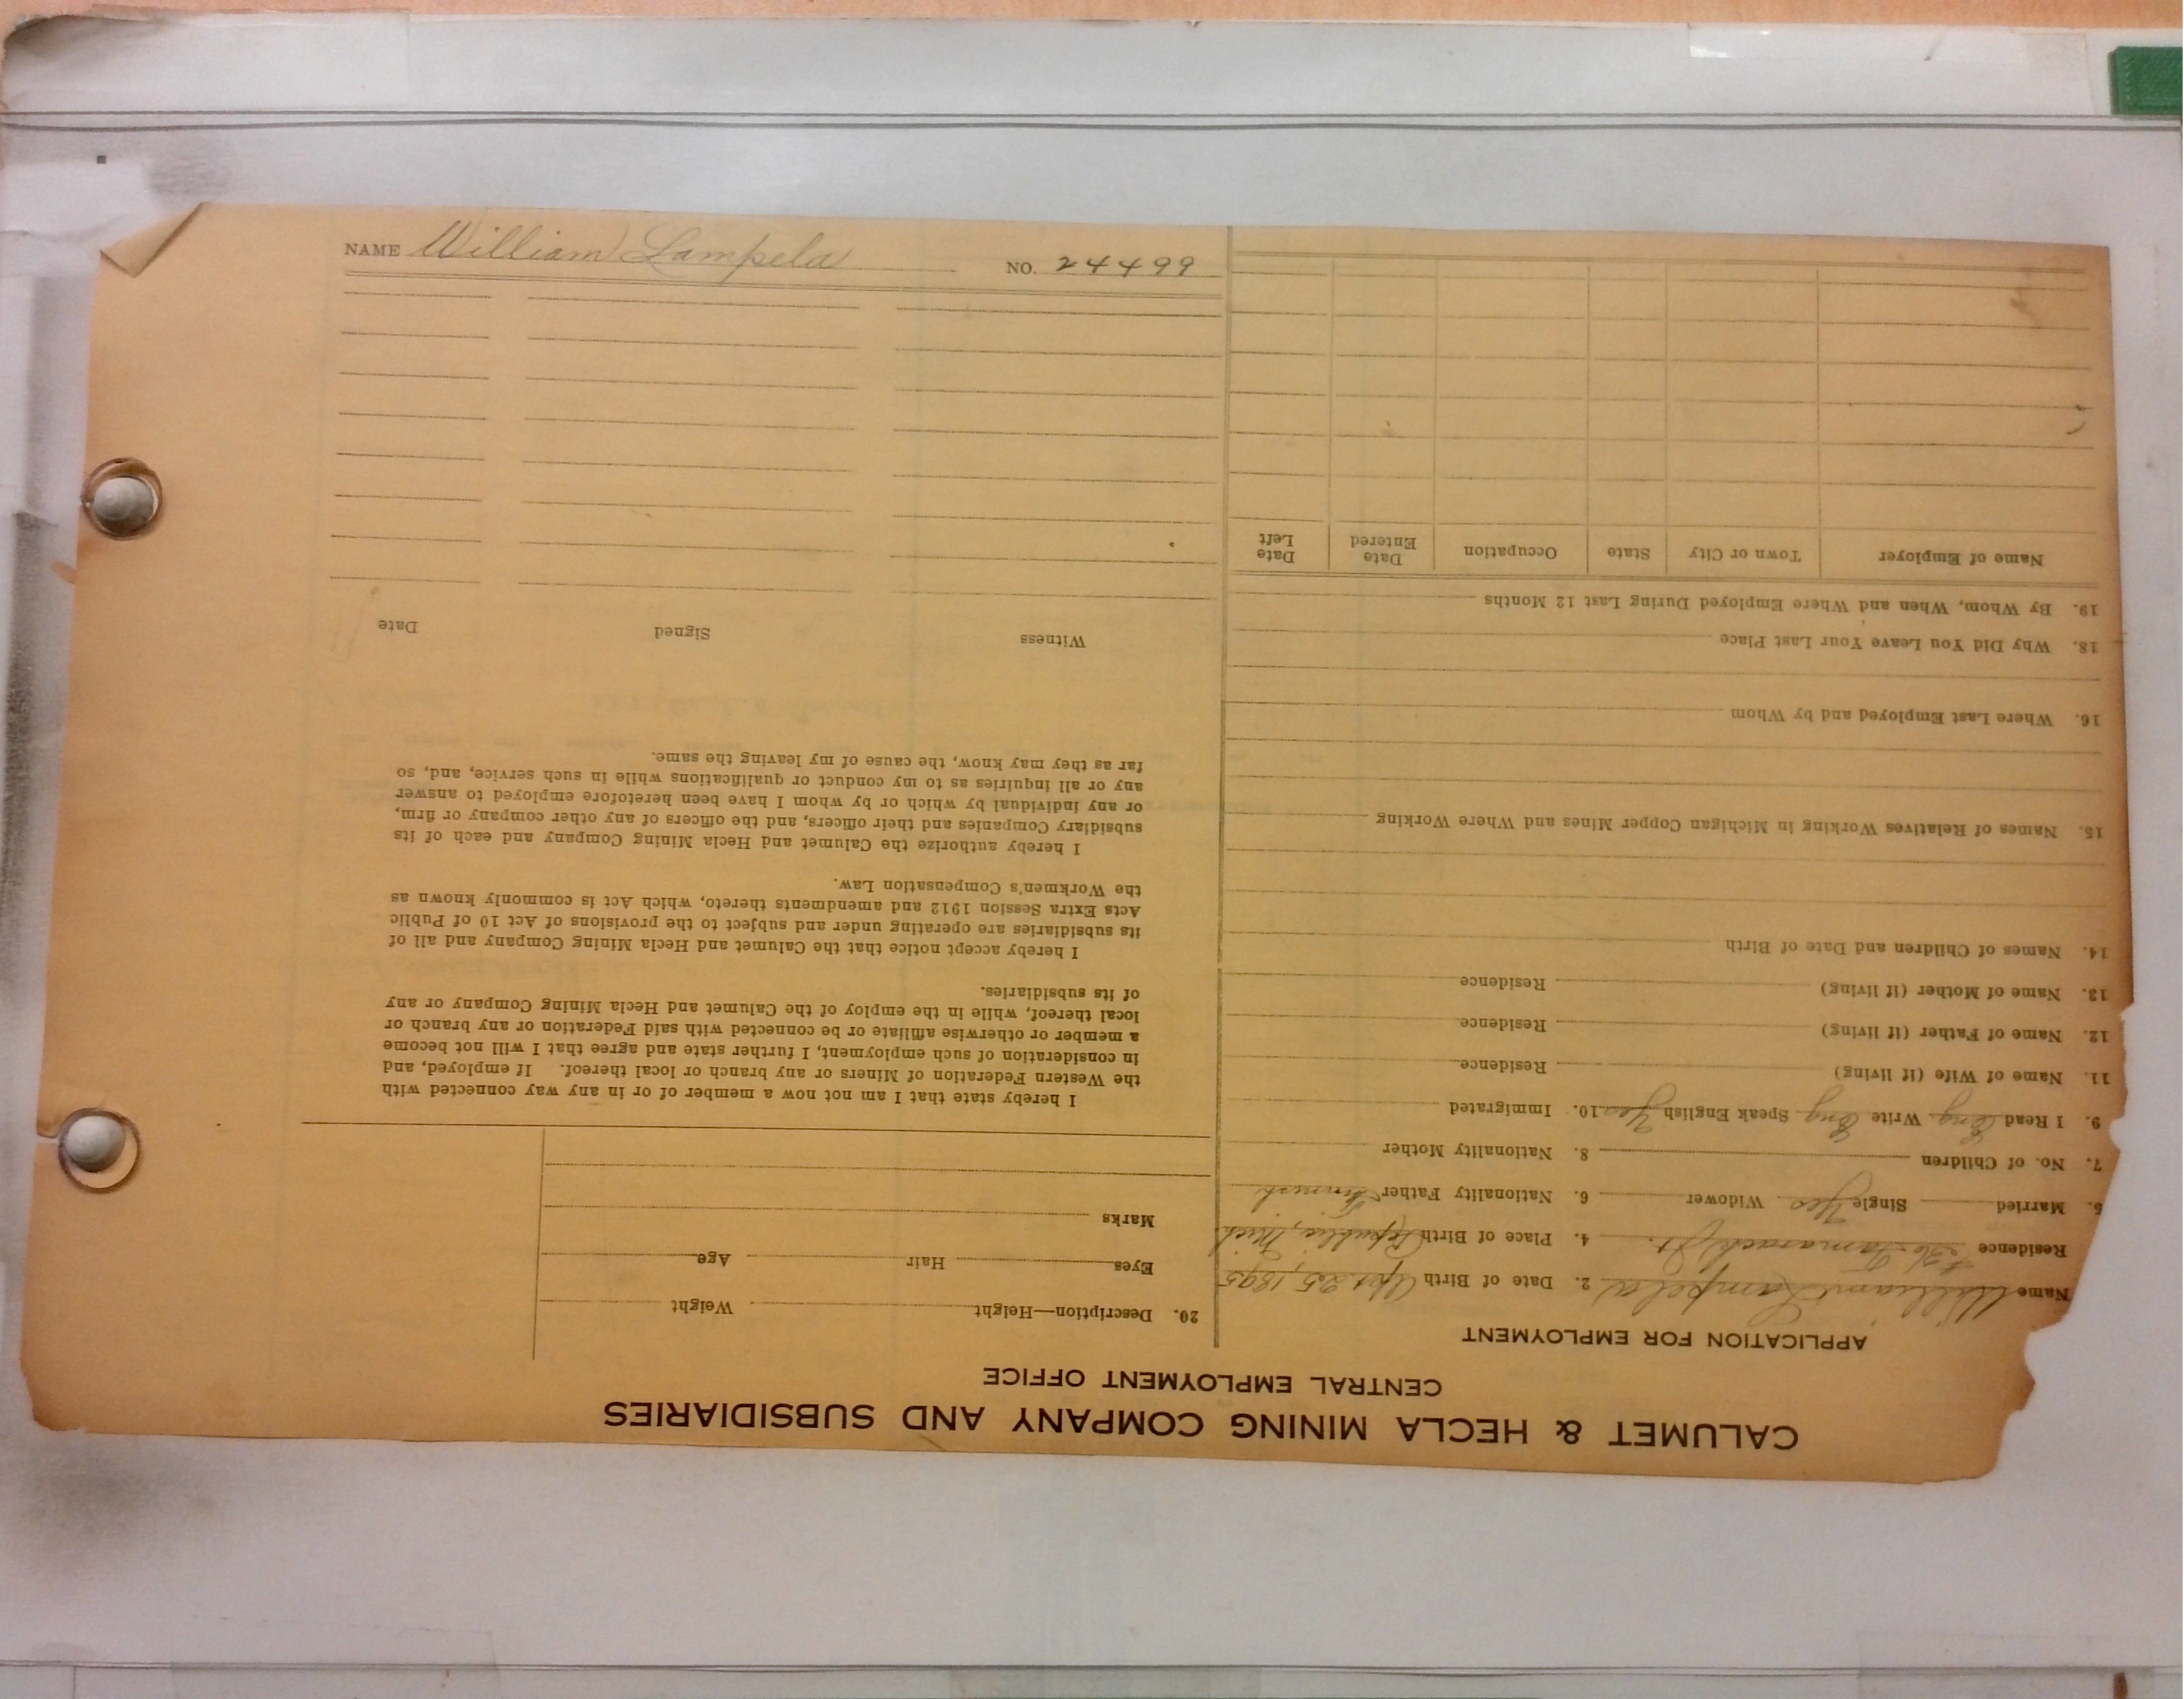 NAME William Lampela NO. 24499
CALUMET & HECLA MINING COMPANY AND SUBSIDIARIES
CENTRAL EMPLOYMENT OFFICE
APPLICATION FOR EMPLOYMENT
Name William Lampela 2. Date of Birth Apr. 25, 1895
Residence Tamarack St. 4. Place of Birth Republic, Mich
5. Married Single Yes Widower 6. Nationality Father Finnish
7. No. of Children 8. Nationality Mother
9. I Read Eng Write Eng Speak English Yes 10. Immigrated
11. Name of Wife (if living) Residence
12. Name of Father (if living) Residence
13. Name of Mother (if living) Residence
14. Names of Children and Date of Birth
15. Names of Relatives Working in Michigan Copper Mines and Where Working
16. Where Last Employed and by Whom
18. Why Did You Leave Your Last Place
19. By Whom, When and Where Employed During Last 12 Months
Name of Employer Town or City State Occupation Date Entered Date Left
20. Description—Height Weight
Eyes Hair Age
Marks
I hereby state that I am not now a member of or in any way connected with
the Western Federation of Miners or any branch or local thereof. If employed, and
in consideration of such employment, I further state and agree that I will not become
a member or otherwise affiliate or be connected with said Federation or any branch or
local thereof, while in the employ of the Calumet and Hecla Mining Company or any
of its subsidiaries.
I hereby accept notice that the Calumet and Hecla Mining Company and all of
its subsidiaries are operating under and subject to the provisions of Act 10 of Public
Acts Extra Session 1912 and amendments thereto, which Act is commonly known as
the Workmen's Compensation Law.
I hereby authorize the Calumet and Hecla Mining Company and each of its
subsidiary Companies and their officers, and the officers of any other company or firm,
or any individual by which or by whom I have been heretofore employed to answer
any or all inquiries as to my conduct or qualifications while in such service, and, so
far as they may know, the cause of my leaving the same.
Date Signed Witness